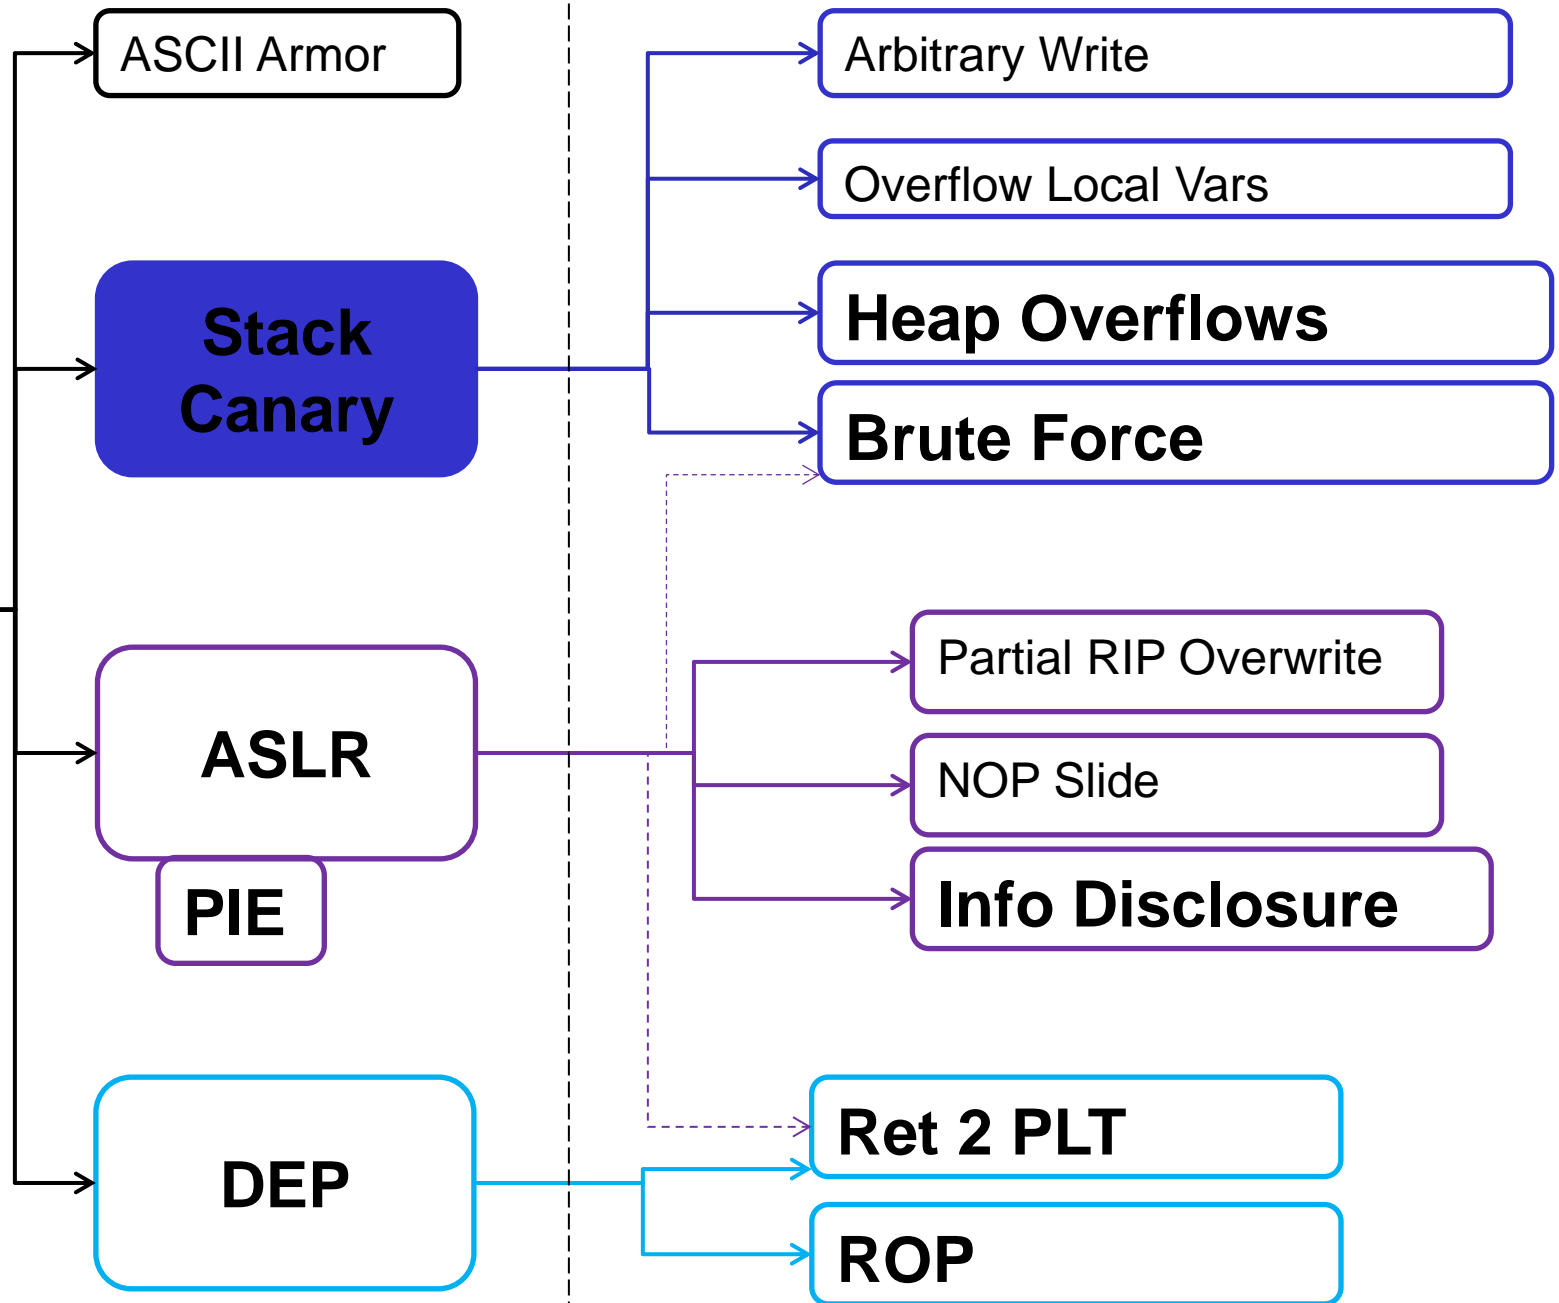 ASCII Armor
Arbitrary Write
Overflow Local Vars
Stack
Canary
Heap Overflows
Brute Force
Partial RIP Overwrite
ASLR
NOP Slide
PIE
Info Disclosure
Ret 2 PLT
DEP
ROP